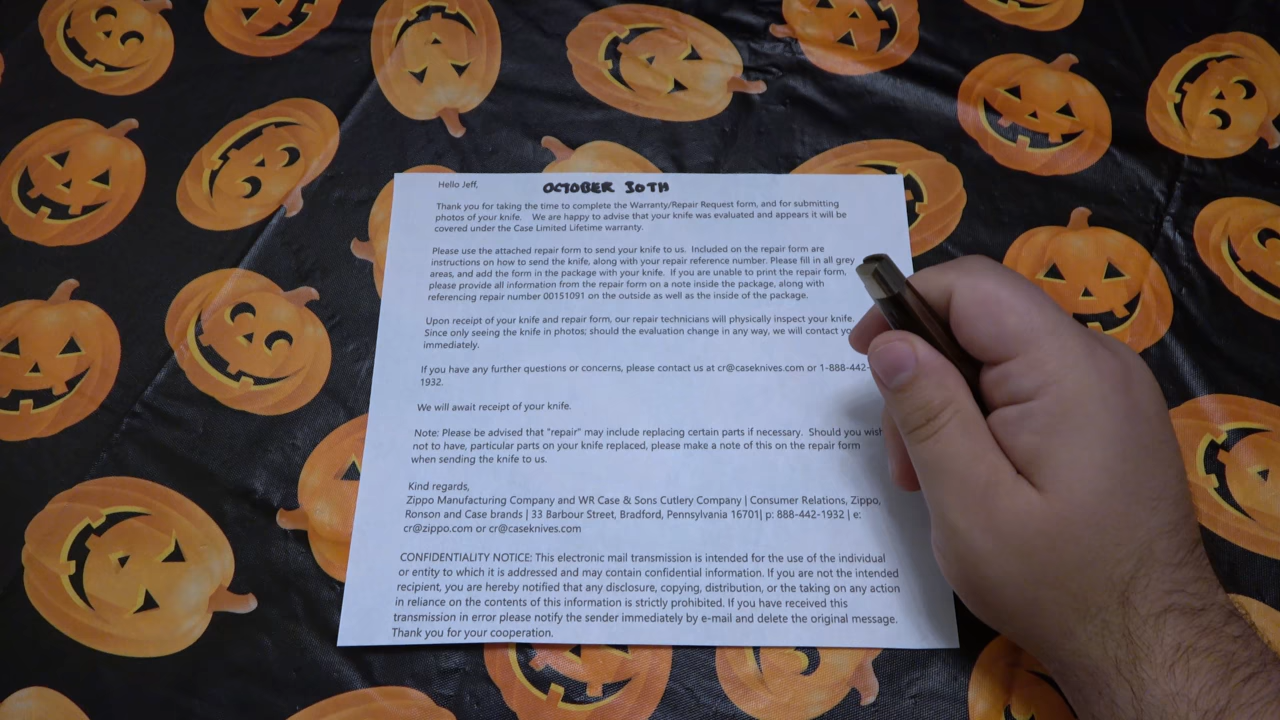 Hello Jeff, OCTOBER 30TH
Thank you for taking the time to complete the Warranty/Repair Request form, and for submitting
photos of your knife. We are happy to advise that your knife was evaluated and appears it will be
covered under the Case Limited Lifetime warranty.
Please use the attached repair form to send your knife to us. Included on the repair form are
instructions on how to send the knife, along with your repair reference number. Please fill in all grey
areas, and add the form in the package with your knife. If you are unable to print the repair form,
please provide all information from the repair form on a note inside the package, along with
referencing repair number 00151091 on the outside as well as the inside of the package.
Upon receipt of your knife and repair form, our repair technicians will physically inspect your knife.
Since only seeing the knife in photos; should the evaluation change in any way, we will contact
immediately.
If you have any further questions or concerns, please contact us at cr@caseknives.com or 1-888-442-
1932.
We will await receipt of your knife.
Note: Please be advised that "repair" may include replacing certain parts if necessary. Should you wish
not to have, particular parts on your knife replaced, please make a note of this on the repair form
when sending the knife to us.
Kind regards,
Zippo Manufacturing Company and WR Case & Sons Cutlery Company | Consumer Relations, Zippo,
Ronson and Case brands | 33 Barbour Street, Bradford, Pennsylvania 16701| p: 888-442-1932 | e:
cr@zippo.com or cr@caseknives.com
CONFIDENTIALITY NOTICE: This electronic mail transmission is intended for the use of the individual
or entity to which it is addressed and may contain confidential information. If you are not the intended
recipient, you are hereby notified that any disclosure, copying, distribution, or the taking on any action
in reliance on the contents of this information is strictly prohibited. If you have received this
transmission in error please notify the sender immediately by e-mail and delete the original message.
Thank you for your cooperation.